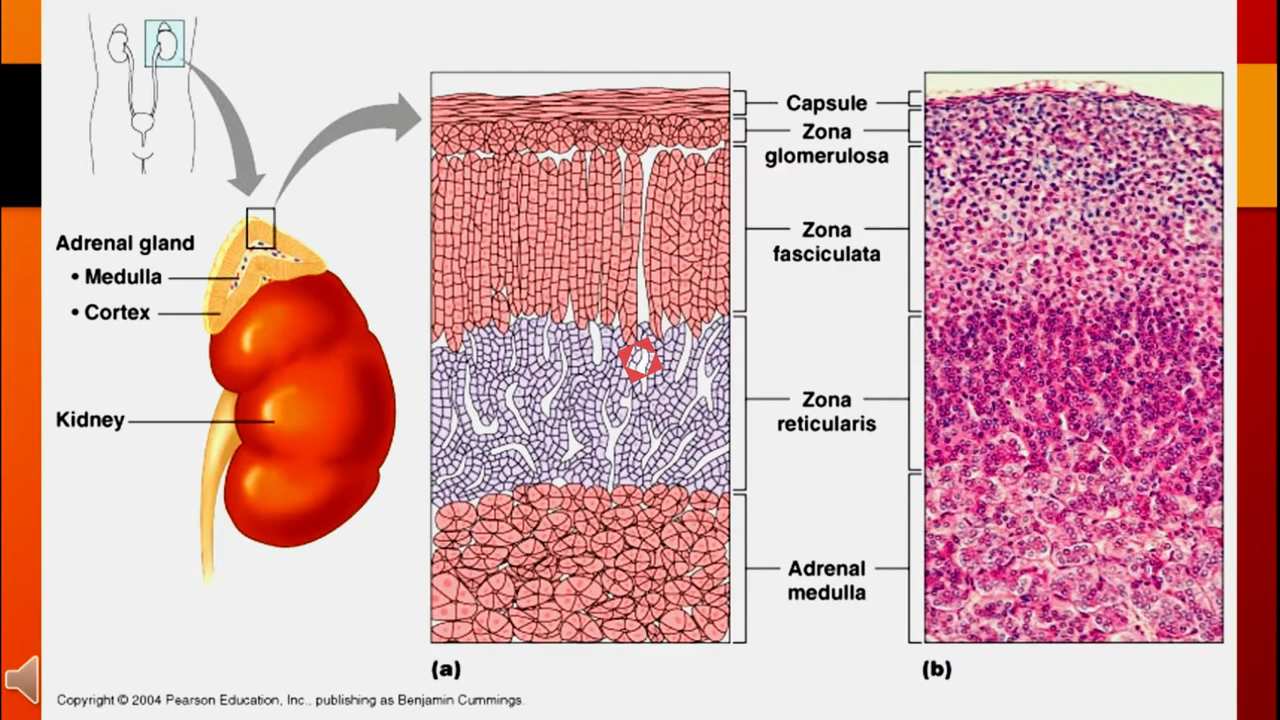 Adrenal gland
• Medulla
• Cortex
Kidney
Capsule
Zona
glomerulosa
Zona
fasciculata
Zona
reticularis
Adrenal
medulla
(a)
(b)
Copyright © 2004 Pearson Education, Inc., publishing as Benjamin Cummings.